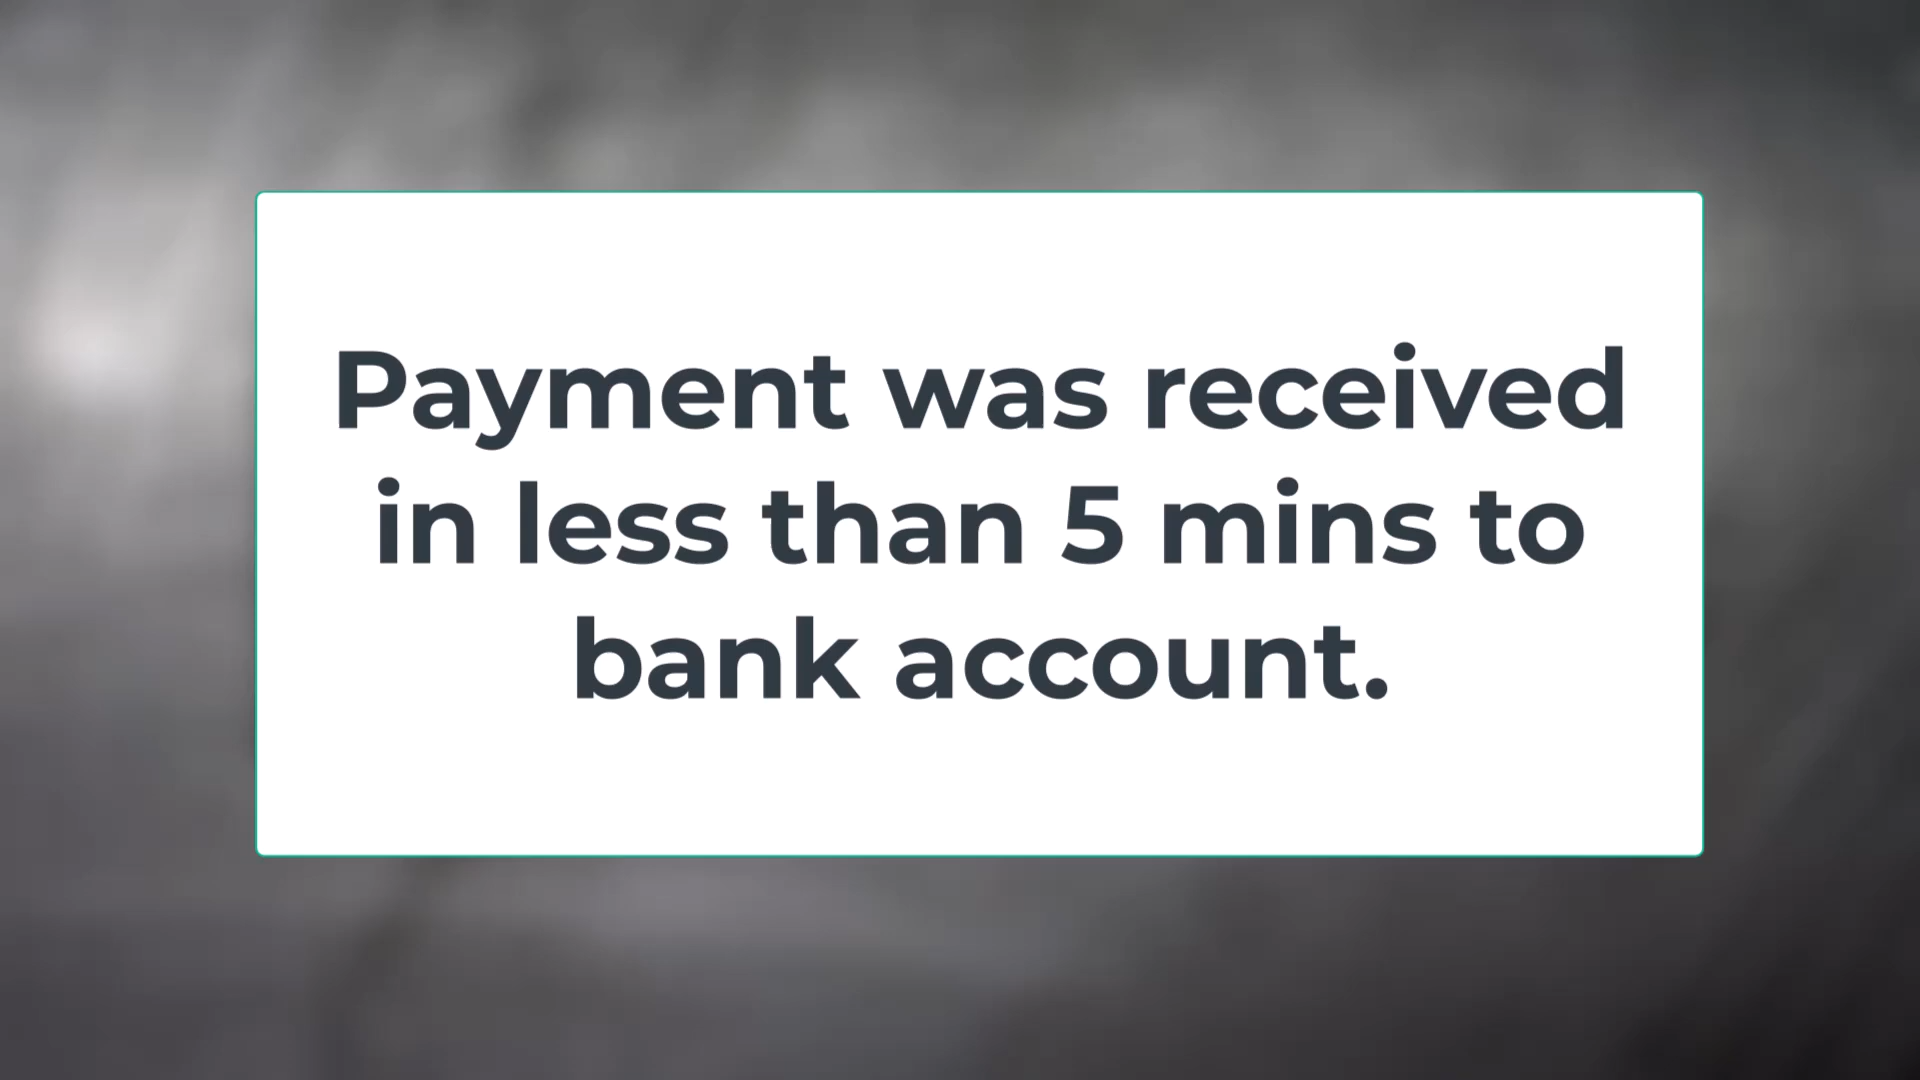 Payment was received
in less than 5 mins to
bank account.